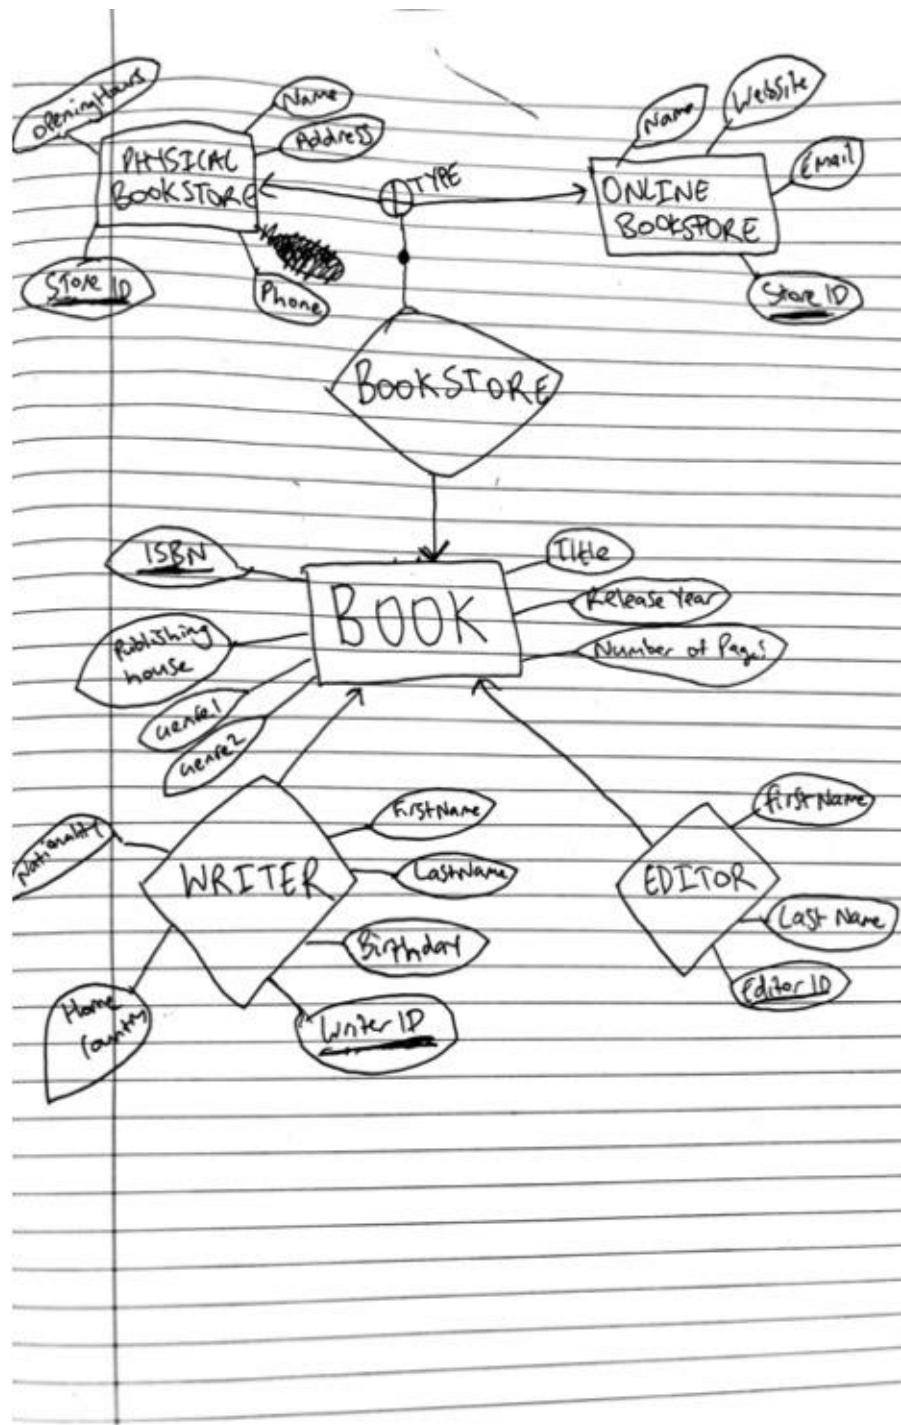 OpeningHours
Name
Address
PHYSICAL
BOOKSTORE
Store ID
Phone
TYPE
Name
Website
Email
ONLINE
BOOKSTORE
Store ID
BOOKSTORE
ISBN
Title
Release Year
Number of Pages
BOOK
Publishing
house
Genre1
Genre2
Nationality
FirstName
LastName
WRITER
Birthday
Home
Country
Writer ID
firstName
EDITOR
Last Name
Editor ID